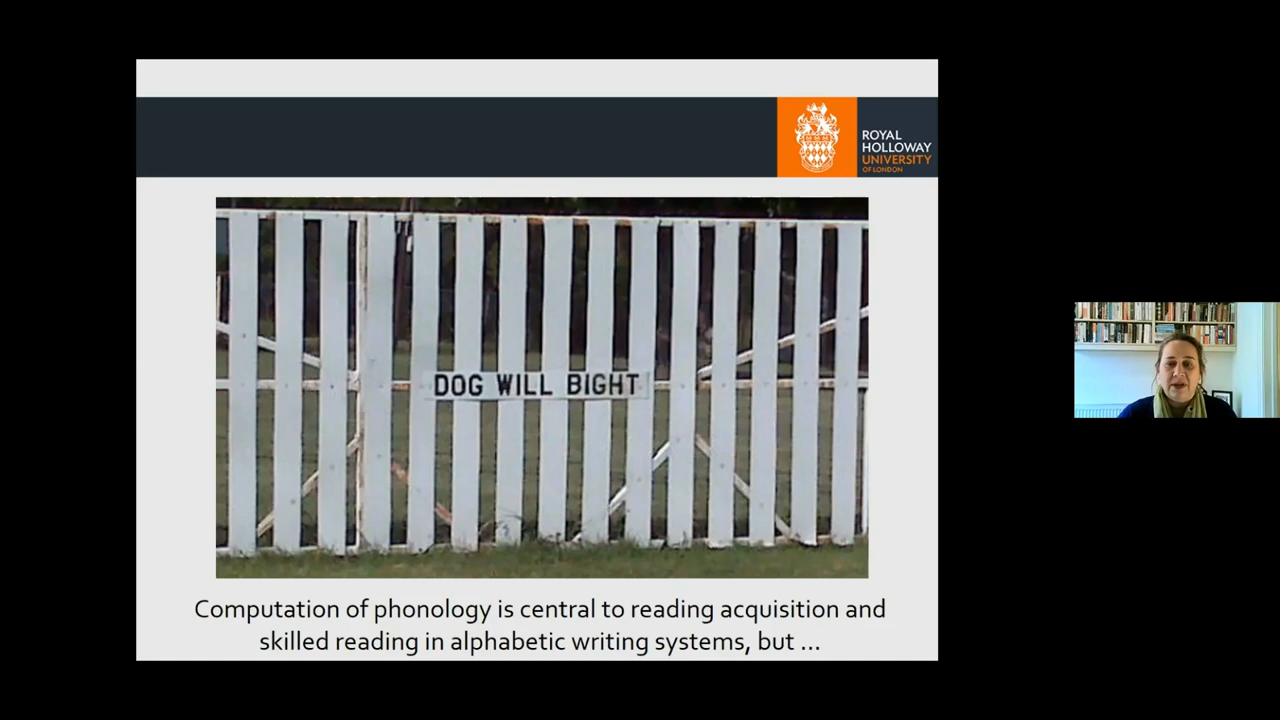 ROYAL
HOLLOWAY
UNIVERSITY
OF LONDON
DOG WILL BIGHT
Computation of phonology is central to reading acquisition and
skilled reading in alphabetic writing systems, but ...